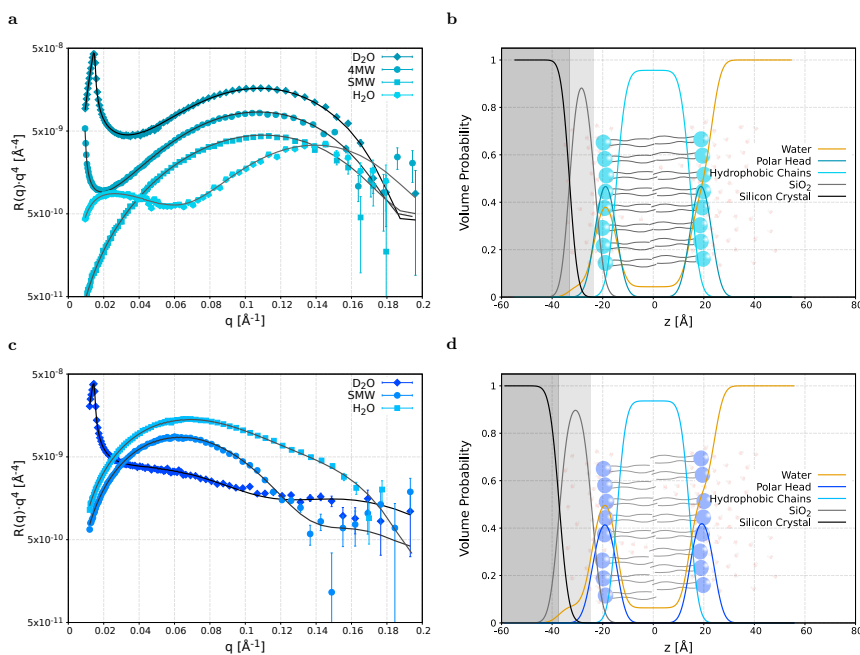 a
5x10⁻⁸
5x10⁻⁹
5x10⁻¹⁰
5x10⁻¹¹
R(q)·q⁴ [Å⁻⁴]
D₂O
4MW
SMW
H₂O
0 0.02 0.04 0.06 0.08 0.1 0.12 0.14 0.16 0.18 0.2
q [Å⁻¹]
b
1
0.8
0.6
0.4
0.2
0
Volume Probability
Water
Polar Head
Hydrophobic Chains
SiO₂
Silicon Crystal
-60 -40 -20 0 20 40 60 80
z [Å]
c
5x10⁻⁸
5x10⁻⁹
5x10⁻¹⁰
5x10⁻¹¹
R(q)·q⁴ [Å⁻⁴]
D₂O
SMW
H₂O
0 0.02 0.04 0.06 0.08 0.1 0.12 0.14 0.16 0.18 0.2
q [Å⁻¹]
d
1
0.8
0.6
0.4
0.2
0
Volume Probability
Water
Polar Head
Hydrophobic Chains
SiO₂
Silicon Crystal
-60 -40 -20 0 20 40 60 80
z [Å]